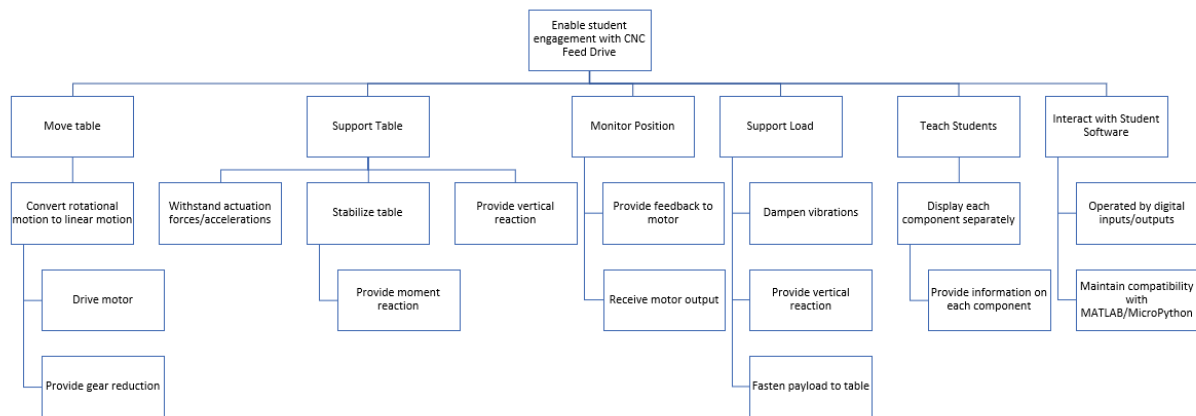 Enable student
engagement with CNC
Feed Drive
Move table
Support Table
Monitor Position
Support Load
Teach Students
Interact with Student
Software
Convert rotational
motion to linear motion
Withstand actuation
forces/accelerations
Stabilize table
Provide vertical
reaction
Provide feedback to
motor
Dampen vibrations
Display each
component separately
Operated by digital
inputs/outputs
Drive motor
Provide moment
reaction
Receive motor output
Provide vertical
reaction
Provide information on
each component
Maintain compatibility
with
MATLAB/MicroPython
Provide gear reduction
Fasten payload to table